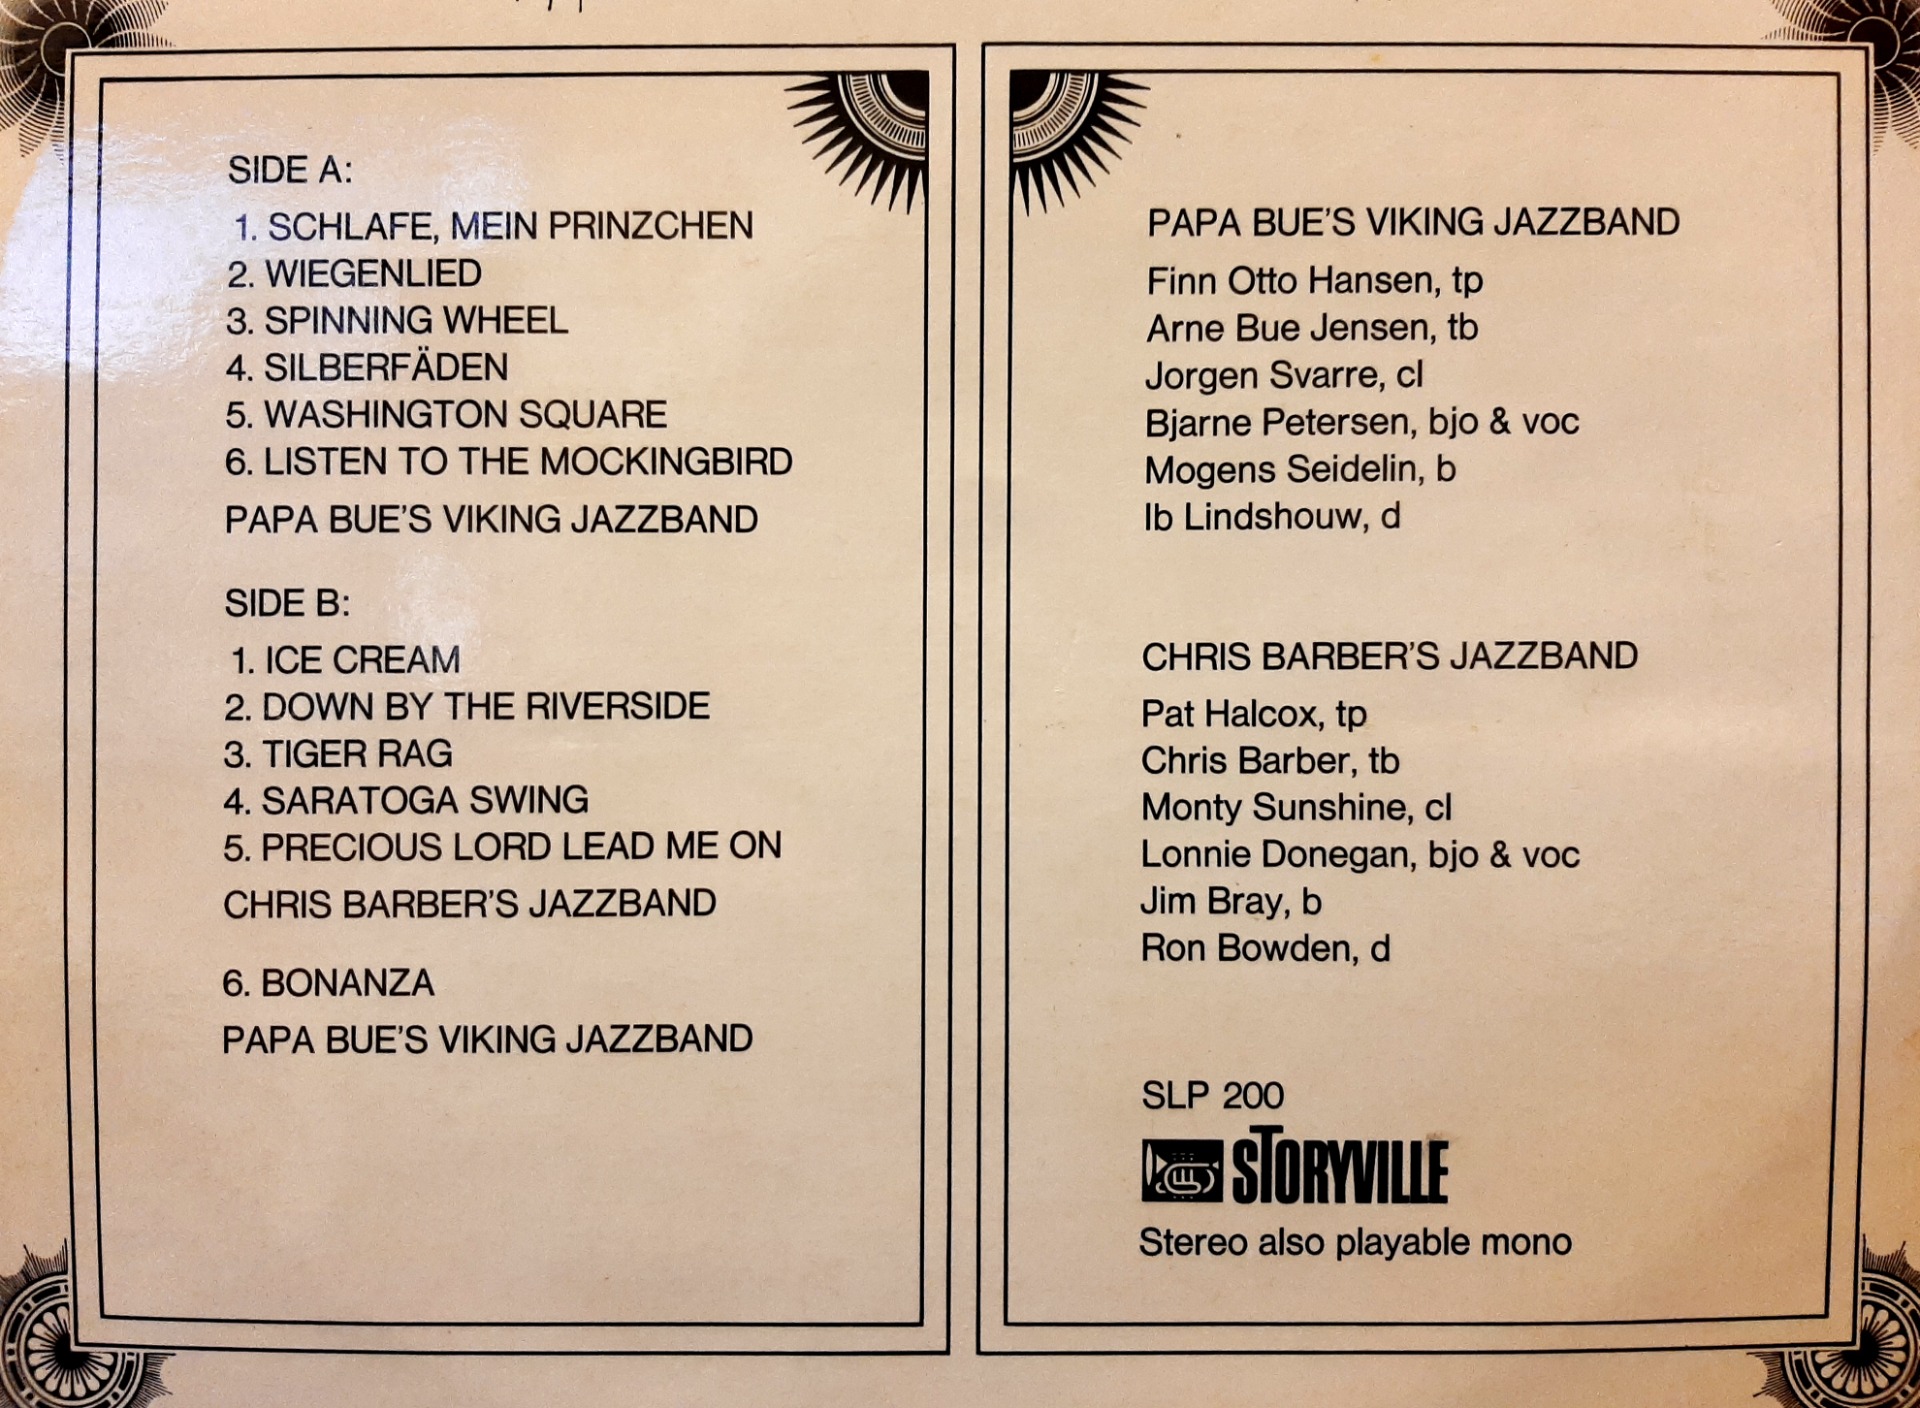 SIDE A:
1. SCHLAFE, MEIN PRINZCHEN
2. WIEGENLIED
3. SPINNING WHEEL
4. SILBERFÄDEN
5. WASHINGTON SQUARE
6. LISTEN TO THE MOCKINGBIRD
PAPA BUE'S VIKING JAZZBAND
SIDE B:
1. ICE CREAM
2. DOWN BY THE RIVERSIDE
3. TIGER RAG
4. SARATOGA SWING
5. PRECIOUS LORD LEAD ME ON
CHRIS BARBER'S JAZZBAND
6. BONANZA
PAPA BUE'S VIKING JAZZBAND
PAPA BUE'S VIKING JAZZBAND
Finn Otto Hansen, tp
Arne Bue Jensen, tb
Jorgen Svarre, cl
Bjarne Petersen, bjo & voc
Mogens Seidelin, b
Ib Lindshouw, d
CHRIS BARBER'S JAZZBAND
Pat Halcox, tp
Chris Barber, tb
Monty Sunshine, cl
Lonnie Donegan, bjo & voc
Jim Bray, b
Ron Bowden, d
SLP 200
STORYVILLE
Stereo also playable mono